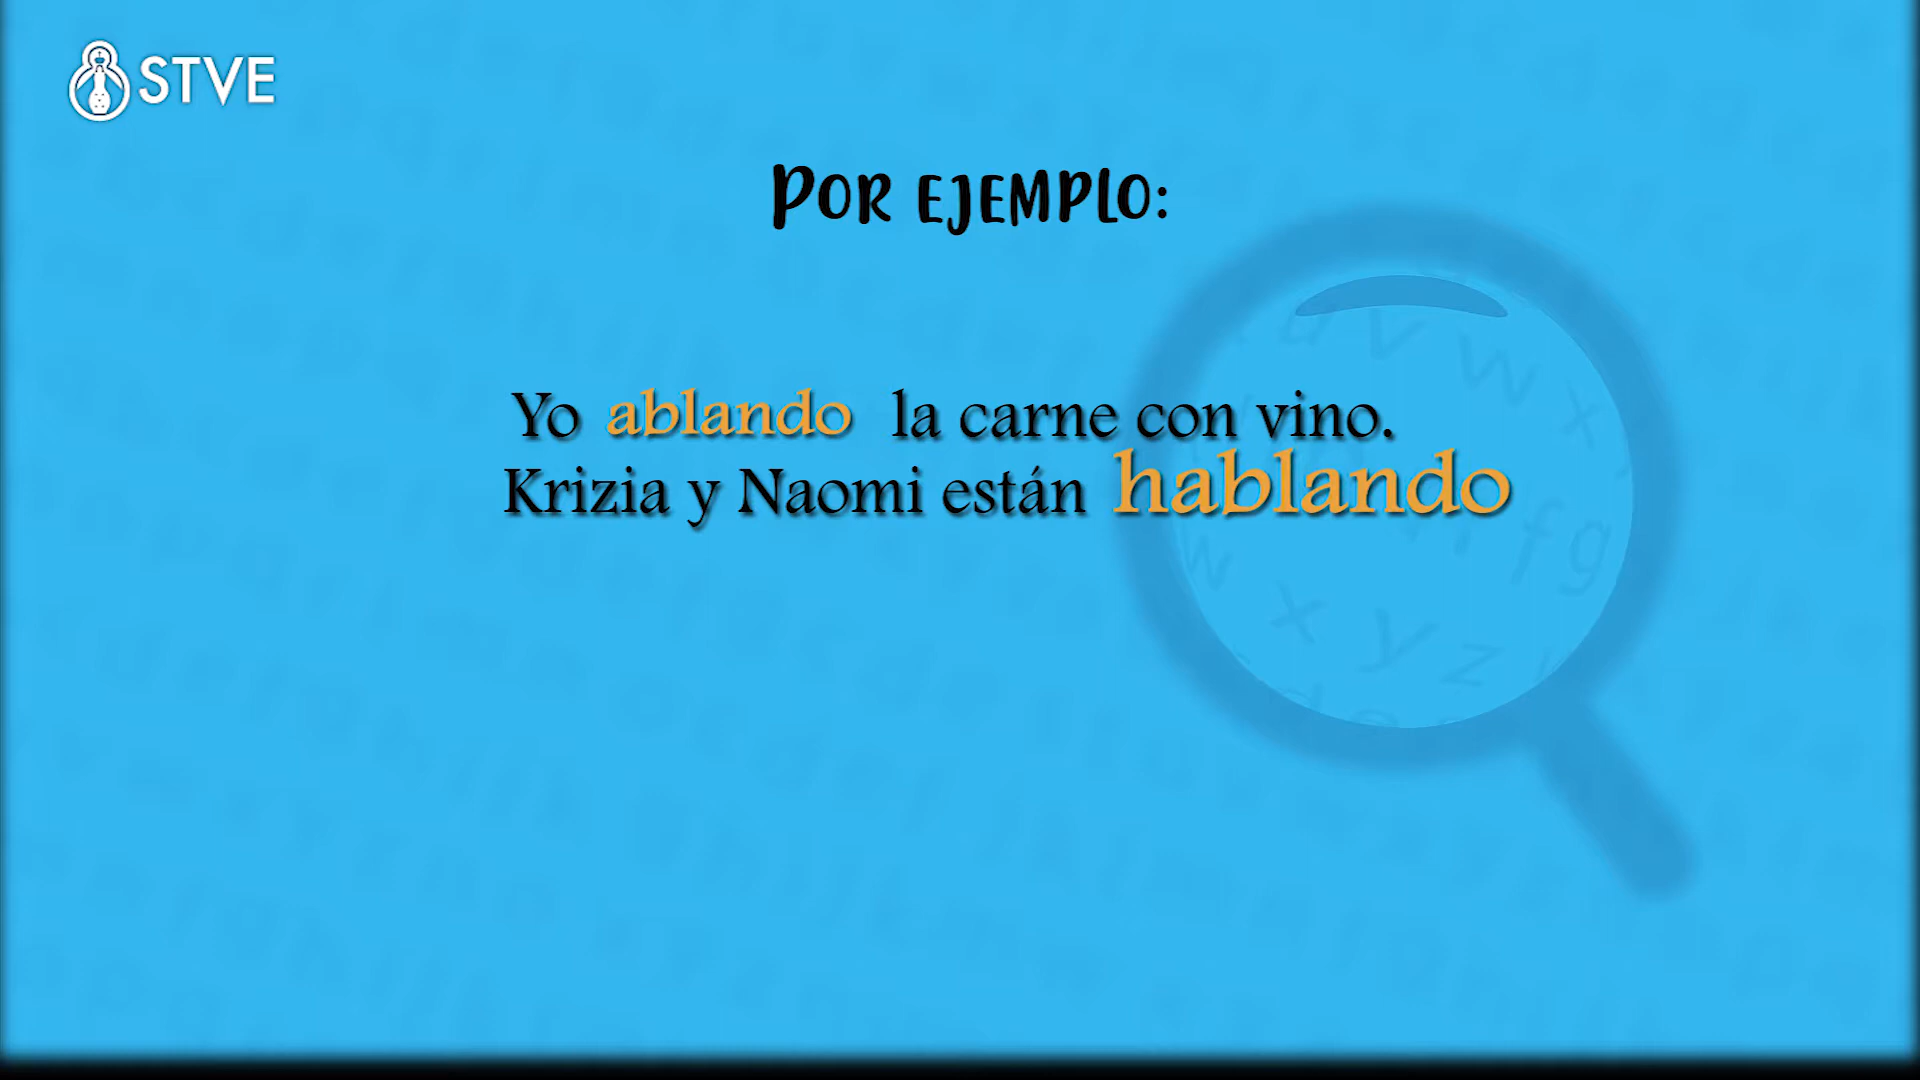 STVE
Por ejemplo:
Yo ablando la carne con vino.
Krizia y Naomi están hablando